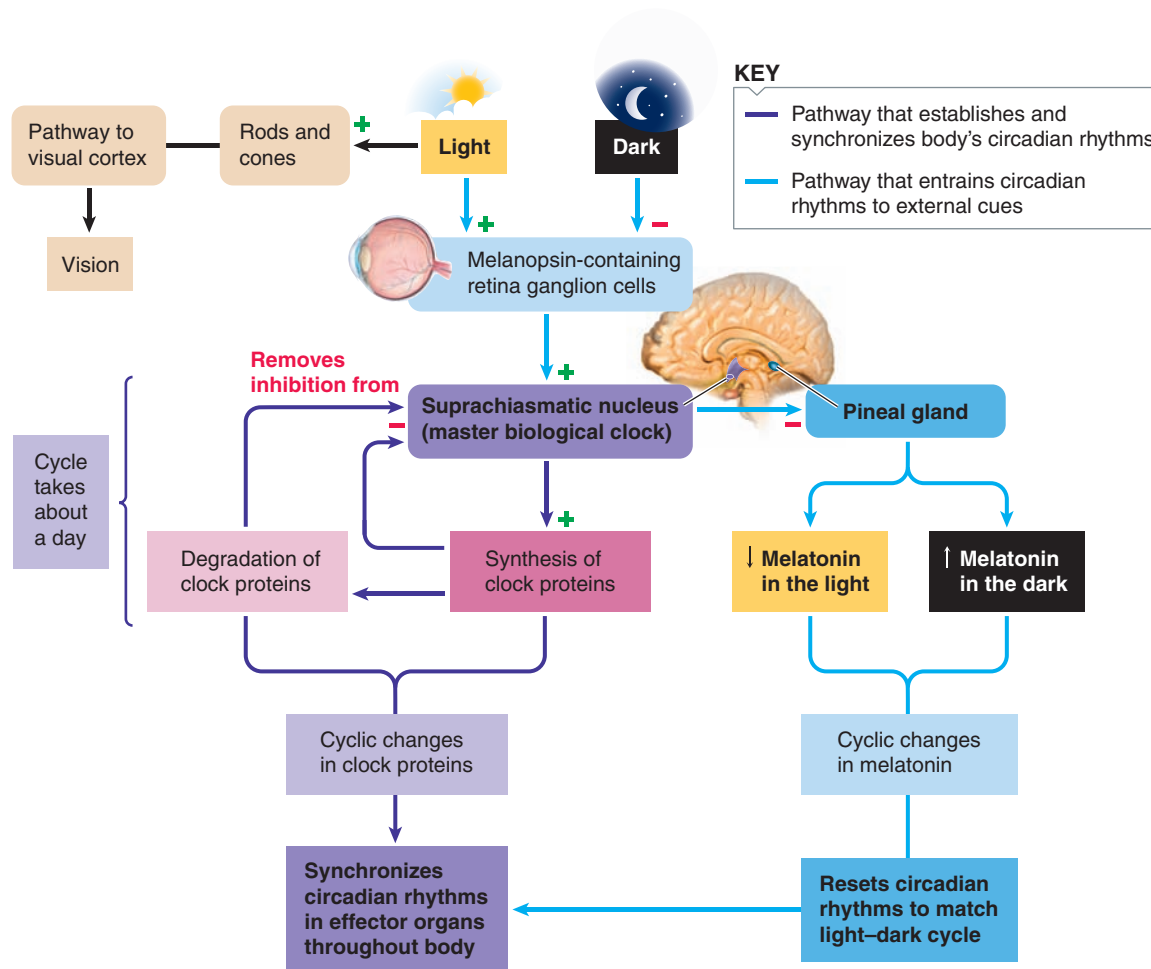 KEY
Pathway that establishes and
synchronizes body's circadian rhythms
Pathway that entrains circadian
rhythms to external cues
Pathway to
visual cortex
Rods and
cones
+
Light
Dark
Vision
+
−
Melanopsin-containing
retina ganglion cells
+
Removes
inhibition from
−
Suprachiasmatic nucleus
(master biological clock)
−
Pineal gland
Cycle
takes
about
a day
+
Degradation of
clock proteins
Synthesis of
clock proteins
↓ Melatonin
in the light
↑ Melatonin
in the dark
Cyclic changes
in clock proteins
Cyclic changes
in melatonin
Synchronizes
circadian rhythms
in effector organs
throughout body
Resets circadian
rhythms to match
light–dark cycle